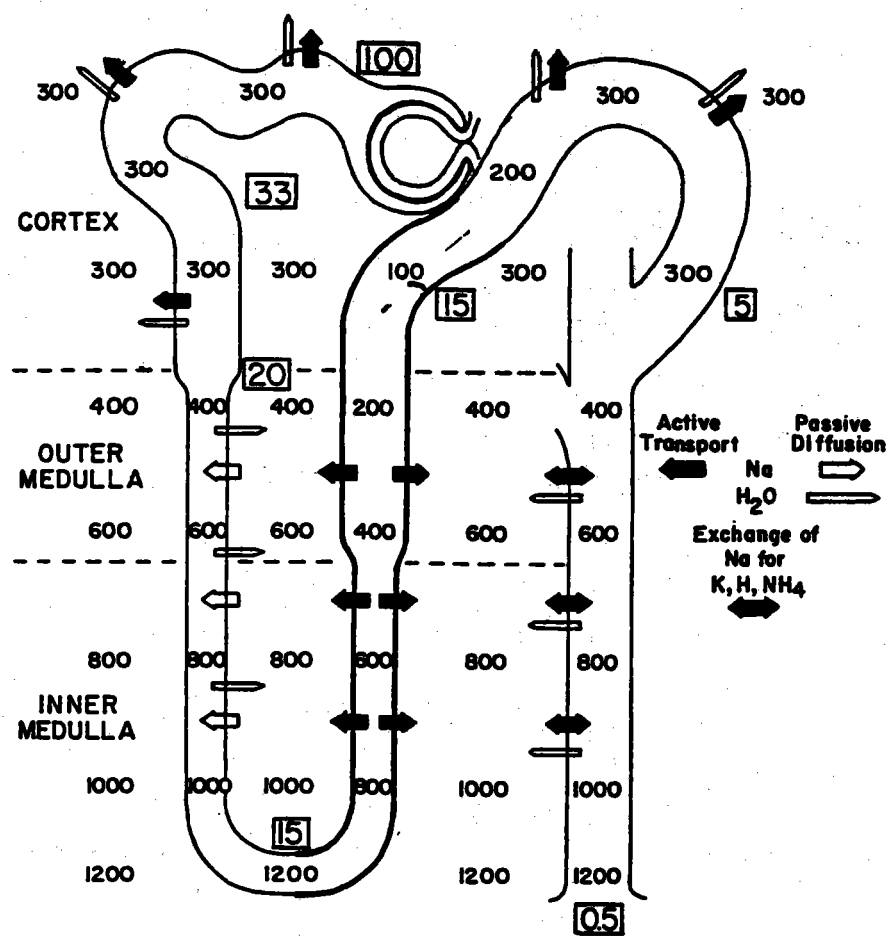 100
300 300 300 300
300 200
33
CORTEX
300 300 300 100 300 300
15 5
20
400 400 400 200 400 400
Active Transport Passive Diffusion
OUTER
MEDULLA
Na
H₂O
600 600 600 400 600 600
Exchange of
Na for
K, H, NH₄
800 800 800 600 800 800
INNER
MEDULLA
1000 1000 1000 800 1000 1000
15
1200 1200 1200 1200
0.5